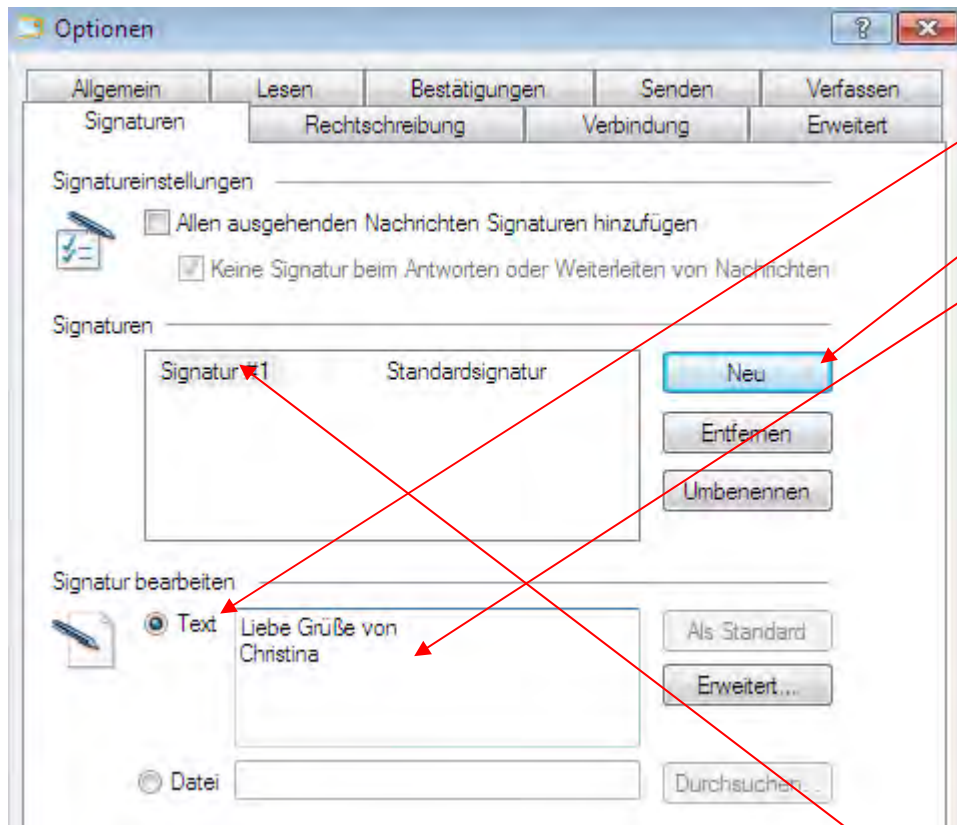 Optionen
Allgemein Lesen Bestätigungen Senden Verfassen
Signaturen Rechtschreibung Verbindung Erweitert
Signatureinstellungen
Allen ausgehenden Nachrichten Signaturen hinzufügen
Keine Signatur beim Antworten oder Weiterleiten von Nachrichten
Signaturen
Signatur #1 Standardsignatur
Neu
Entfernen
Umbenennen
Signatur bearbeiten
Text
Liebe Grüße von
Christina
Als Standard
Erweitert...
Datei
Durchsuchen...